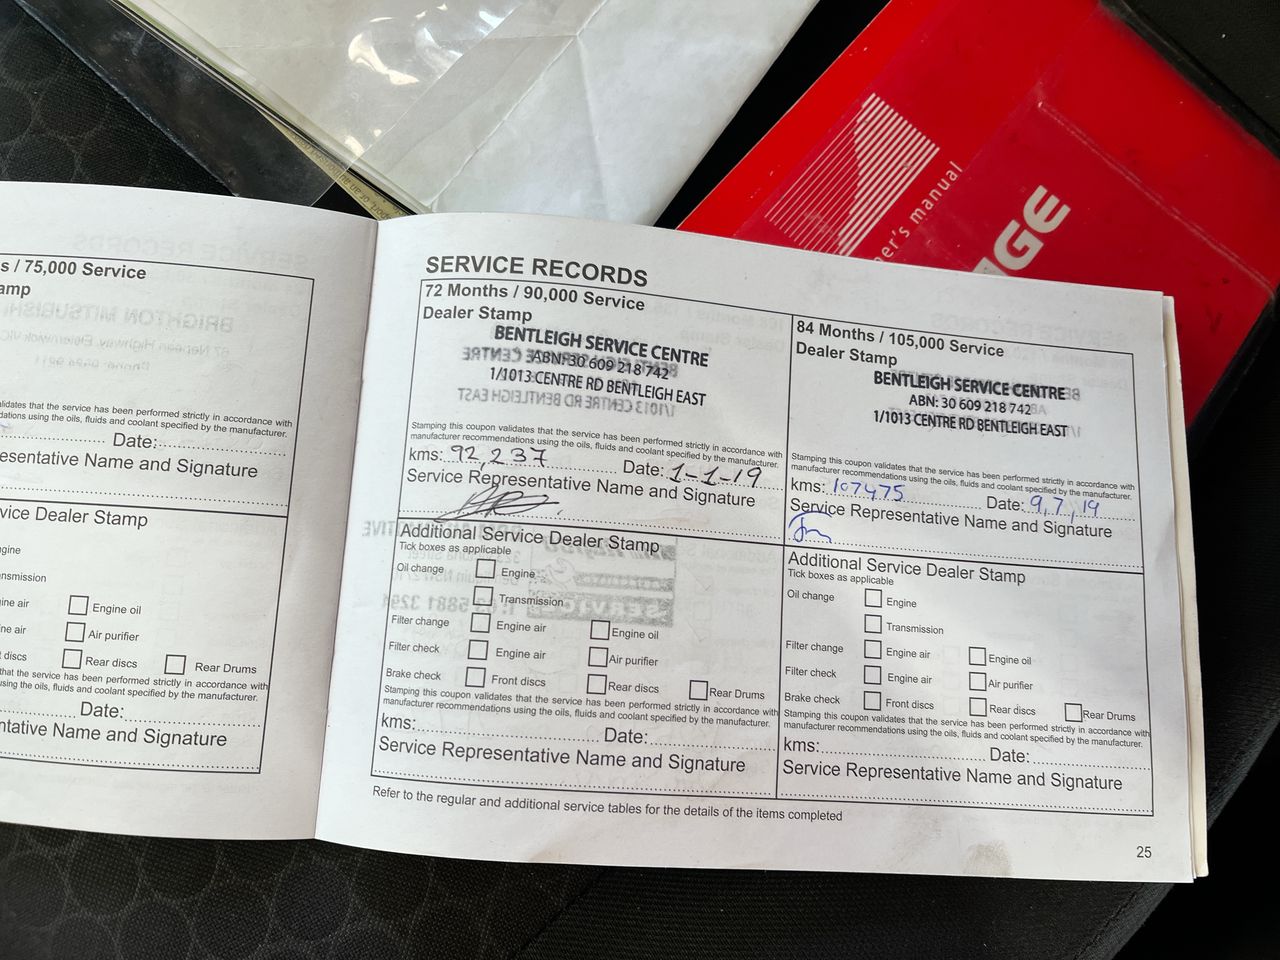 s / 75,000 Service
amp
alidates that the service has been performed strictly in accordance with
dations using the oils, fluids and coolant specified by the manufacturer.
Date:
esentative Name and Signature
vice Dealer Stamp
ngine
ansmission
ine air
Engine oil
ne air
Air purifier
t discs
Rear discs
Rear Drums
that the service has been performed strictly in accordance with
using the oils, fluids and coolant specified by the manufacturer.
Date:
ntative Name and Signature
SERVICE RECORDS
72 Months / 90,000 Service
Dealer Stamp
BENTLEIGH SERVICE CENTRE
ABN: 30 609 218 742
1/1013 CENTRE RD BENTLEIGH EAST
Stamping this coupon validates that the service has been performed strictly in accordance with
manufacturer recommendations using the oils, fluids and coolant specified by the manufacturer.
kms: 92,237 Date: 1-1-19
Service Representative Name and Signature
Additional Service Dealer Stamp
Tick boxes as applicable
Oil change Engine
Transmission
Filter change Engine air Engine oil
Filter check Engine air Air purifier
Brake check Front discs Rear discs Rear Drums
Stamping this coupon validates that the service has been performed strictly in accordance with
manufacturer recommendations using the oils, fluids and coolant specified by the manufacturer.
kms: Date:
Service Representative Name and Signature
84 Months / 105,000 Service
Dealer Stamp
BENTLEIGH SERVICE CENTRE
ABN: 30 609 218 742
1/1013 CENTRE RD BENTLEIGH EAST
Stamping this coupon validates that the service has been performed strictly in accordance with
manufacturer recommendations using the oils, fluids and coolant specified by the manufacturer.
kms: 107475 Date: 9,7,19
Service Representative Name and Signature
Additional Service Dealer Stamp
Tick boxes as applicable
Oil change Engine
Transmission
Filter change Engine air Engine oil
Filter check Engine air Air purifier
Brake check Front discs Rear discs Rear Drums
Stamping this coupon validates that the service has been performed strictly in accordance with
manufacturer recommendations using the oils, fluids and coolant specified by the manufacturer.
kms: Date:
Service Representative Name and Signature
Refer to the regular and additional service tables for the details of the items completed
25
ner's manual
GE